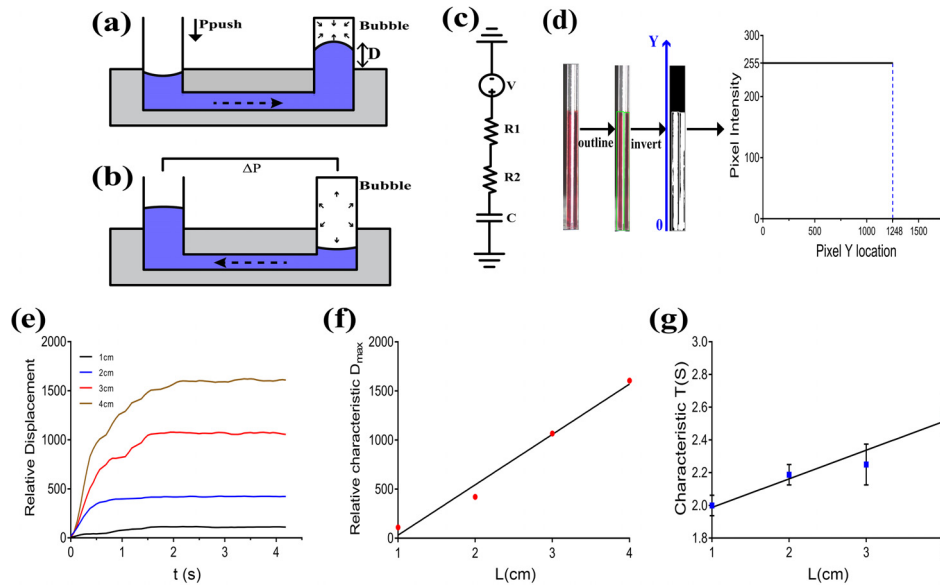 (a)
Ppush
Bubble
D
(b)
ΔP
Bubble
(c)
V
R1
R2
C
(d)
Y
outline
invert
0
Pixel Intensity
300
255
200
100
0
0
500
1000
1248
1500
Pixel Y location
(e)
Relative Displacement
2000
1500
1000
500
0
1cm
2cm
3cm
4cm
0
1
2
3
4
5
t (s)
(f)
Relative characteristic Dmax
2000
1500
1000
500
0
1
2
3
4
L(cm)
(g)
Characteristic T(S)
3.0
2.8
2.6
2.4
2.2
2.0
1.8
1
2
3
L(cm)